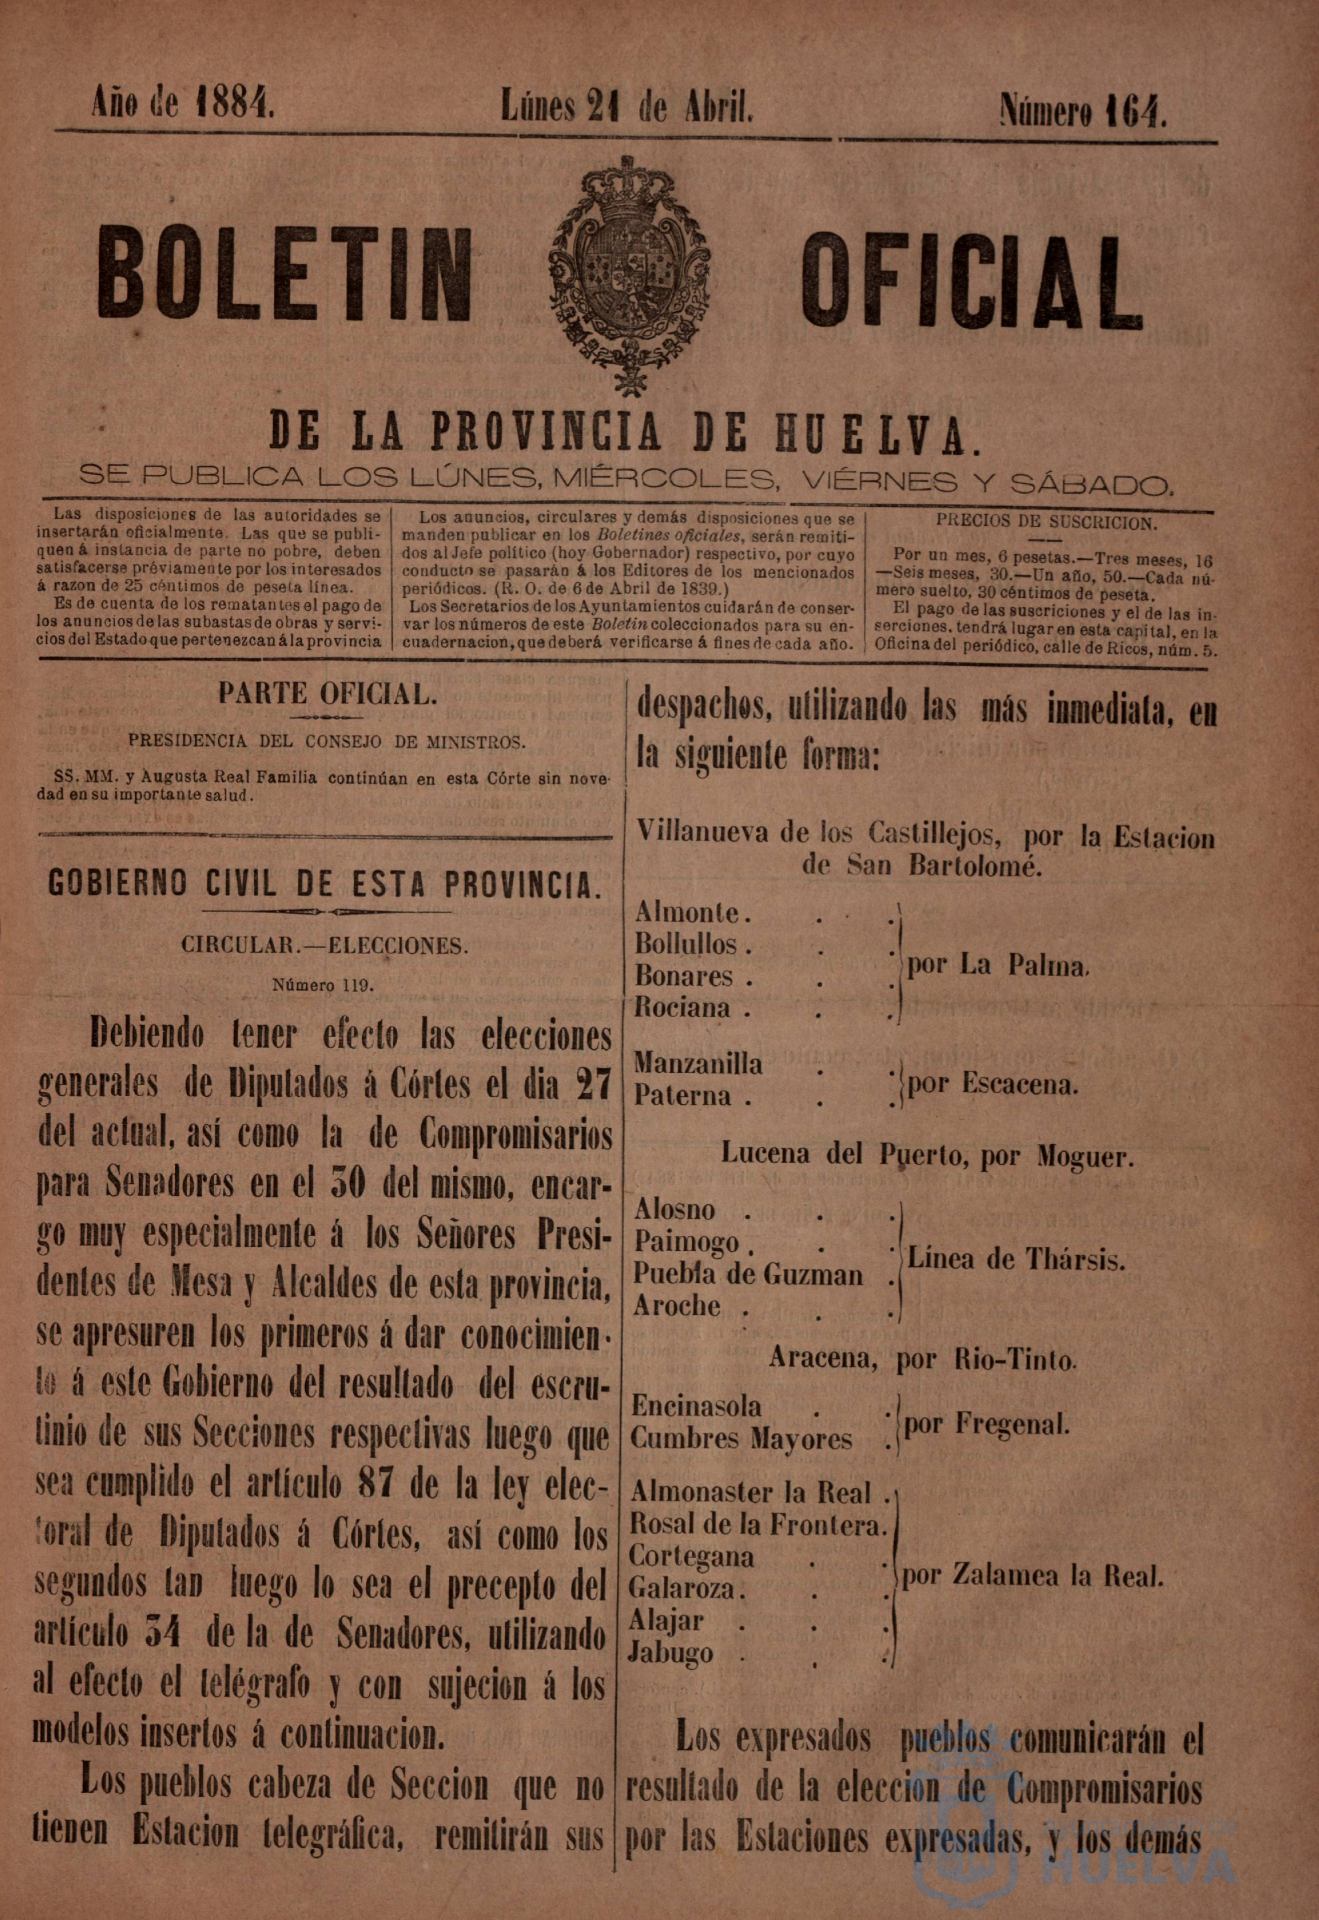 Año de 1884.
Lúnes 21 de Abril.
Número 164.
BOLETIN OFICIAL
DE LA PROVINCIA DE HUELVA.
SE PUBLICA LOS LÚNES, MIÉRCOLES, VIÉRNES Y SÁBADO.
Las disposiciones de las autoridades se
insertarán oficialmente. Las que se publi-
quen á instancia de parte no pobre, deben
satisfacerse préviamente por los interesados
á razon de 25 céntimos de peseta línea.
Es de cuenta de los rematantes el pago de
los anuncios de las subastas de obras y servi-
cios del Estado que pertenezcan á la provincia
Los anuncios, circulares y demás disposiciones que se
manden publicar en los Boletines oficiales, serán remiti-
dos al Jefe político (hoy Gobernador) respectivo, por cuyo
conducto se pasarán á los Editores de los mencionados
periódicos. (R. O. de 6 de Abril de 1839.)
Los Secretarios de los Ayuntamientos cuidarán de conser-
var los números de este Boletin coleccionados para su en-
cuadernacion, que deberá verificarse á fines de cada año.
PRECIOS DE SUSCRICION.
Por un mes, 6 pesetas.—Tres meses, 16
—Seis meses, 30.—Un año, 50.—Cada nú-
mero suelto, 30 céntimos de peseta.
El pago de las suscriciones y el de las in-
serciones, tendrá lugar en esta capital, en la
Oficina del periódico, calle de Ricos, núm. 5.
PARTE OFICIAL.
PRESIDENCIA DEL CONSEJO DE MINISTROS.
SS. MM. y Augusta Real Familia continúan en esta Córte sin nove-
dad en su importante salud.
GOBIERNO CIVIL DE ESTA PROVINCIA.
CIRCULAR.—ELECCIONES.
Número 119.
Debiendo tener efecto las elecciones
generales de Diputados á Córtes el dia 27
del actual, así como la de Compromisarios
para Senadores en el 30 del mismo, encar-
go muy especialmente á los Señores Presi-
dentes de Mesa y Alcaldes de esta provincia,
se apresuren los primeros á dar conocimien-
to á este Gobierno del resultado del escru-
tinio de sus Secciones respectivas luego que
sea cumplido el artículo 87 de la ley elec-
toral de Diputados á Córtes, así como los
segundos tan luego lo sea el precepto del
artículo 34 de la de Senadores, utilizando
al efecto el telégrafo y con sujecion á los
modelos insertos á continuacion.
Los pueblos cabeza de Seccion que no
tienen Estacion telegráfica, remitirán sus
despachos, utilizando las más inmediata, en
la siguiente forma:
Villanueva de los Castillejos, por la Estacion
de San Bartolomé.
Almonte. . .
Bollullos . . .
Bonares . . .
Rociana . . .
por La Palma.
Manzanilla . .
Paterna . . .
por Escacena.
Lucena del Puerto, por Moguer.
Alosno . . .
Paimogo . . .
Puebla de Guzman .
Aroche . . .
Línea de Thársis.
Aracena, por Rio-Tinto.
Encinasola . .
Cumbres Mayores .
por Fregenal.
Almonaster la Real .
Rosal de la Frontera.
Cortegana . .
Galaroza. . .
Alajar . . .
Jabugo . . .
por Zalamea la Real.
Los expresados pueblos comunicarán el
resultado de la eleccion de Compromisarios
por las Estaciones expresadas, y los demás
HUELVA